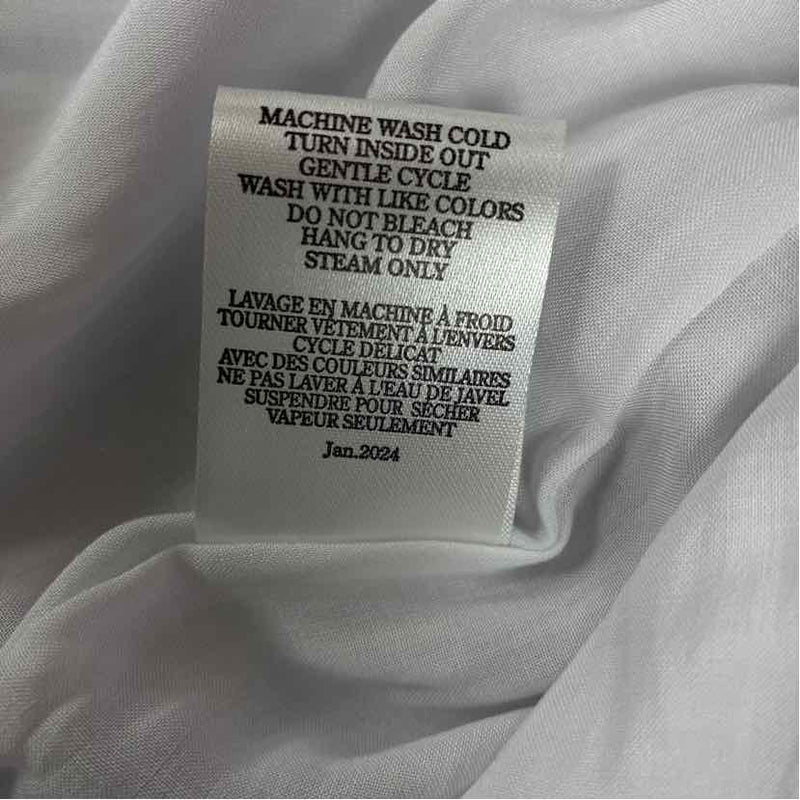 MACHINE WASH COLD
TURN INSIDE OUT
GENTLE CYCLE
WASH WITH LIKE COLORS
DO NOT BLEACH
HANG TO DRY
STEAM ONLY
LAVAGE EN MACHINE À FROID
TOURNER VÊTEMENT À L'ENVERS
CYCLE DÉLICAT
AVEC DES COULEURS SIMILAIRES
NE PAS LAVER À L'EAU DE JAVEL
SUSPENDRE POUR SÉCHER
VAPEUR SEULEMENT
Jan.2024